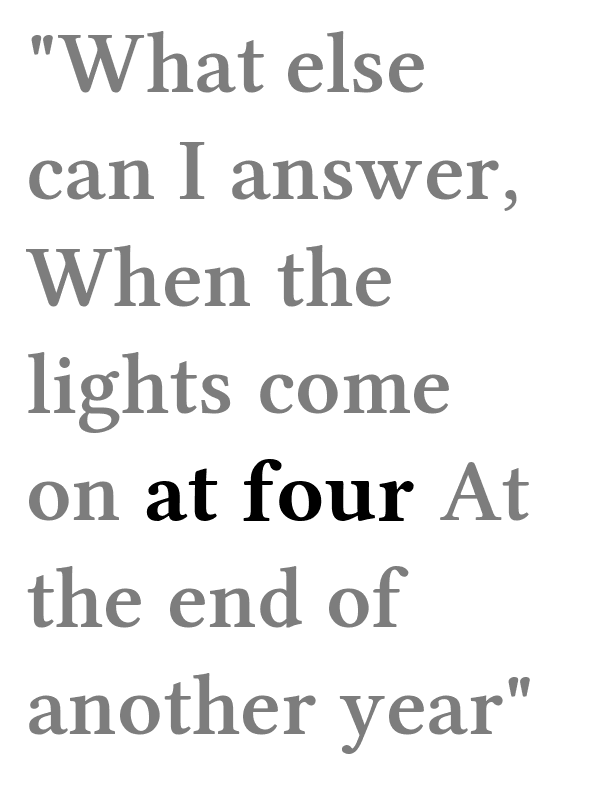 "What else
can I answer,
When the
lights come
on at four At
the end of
another year"